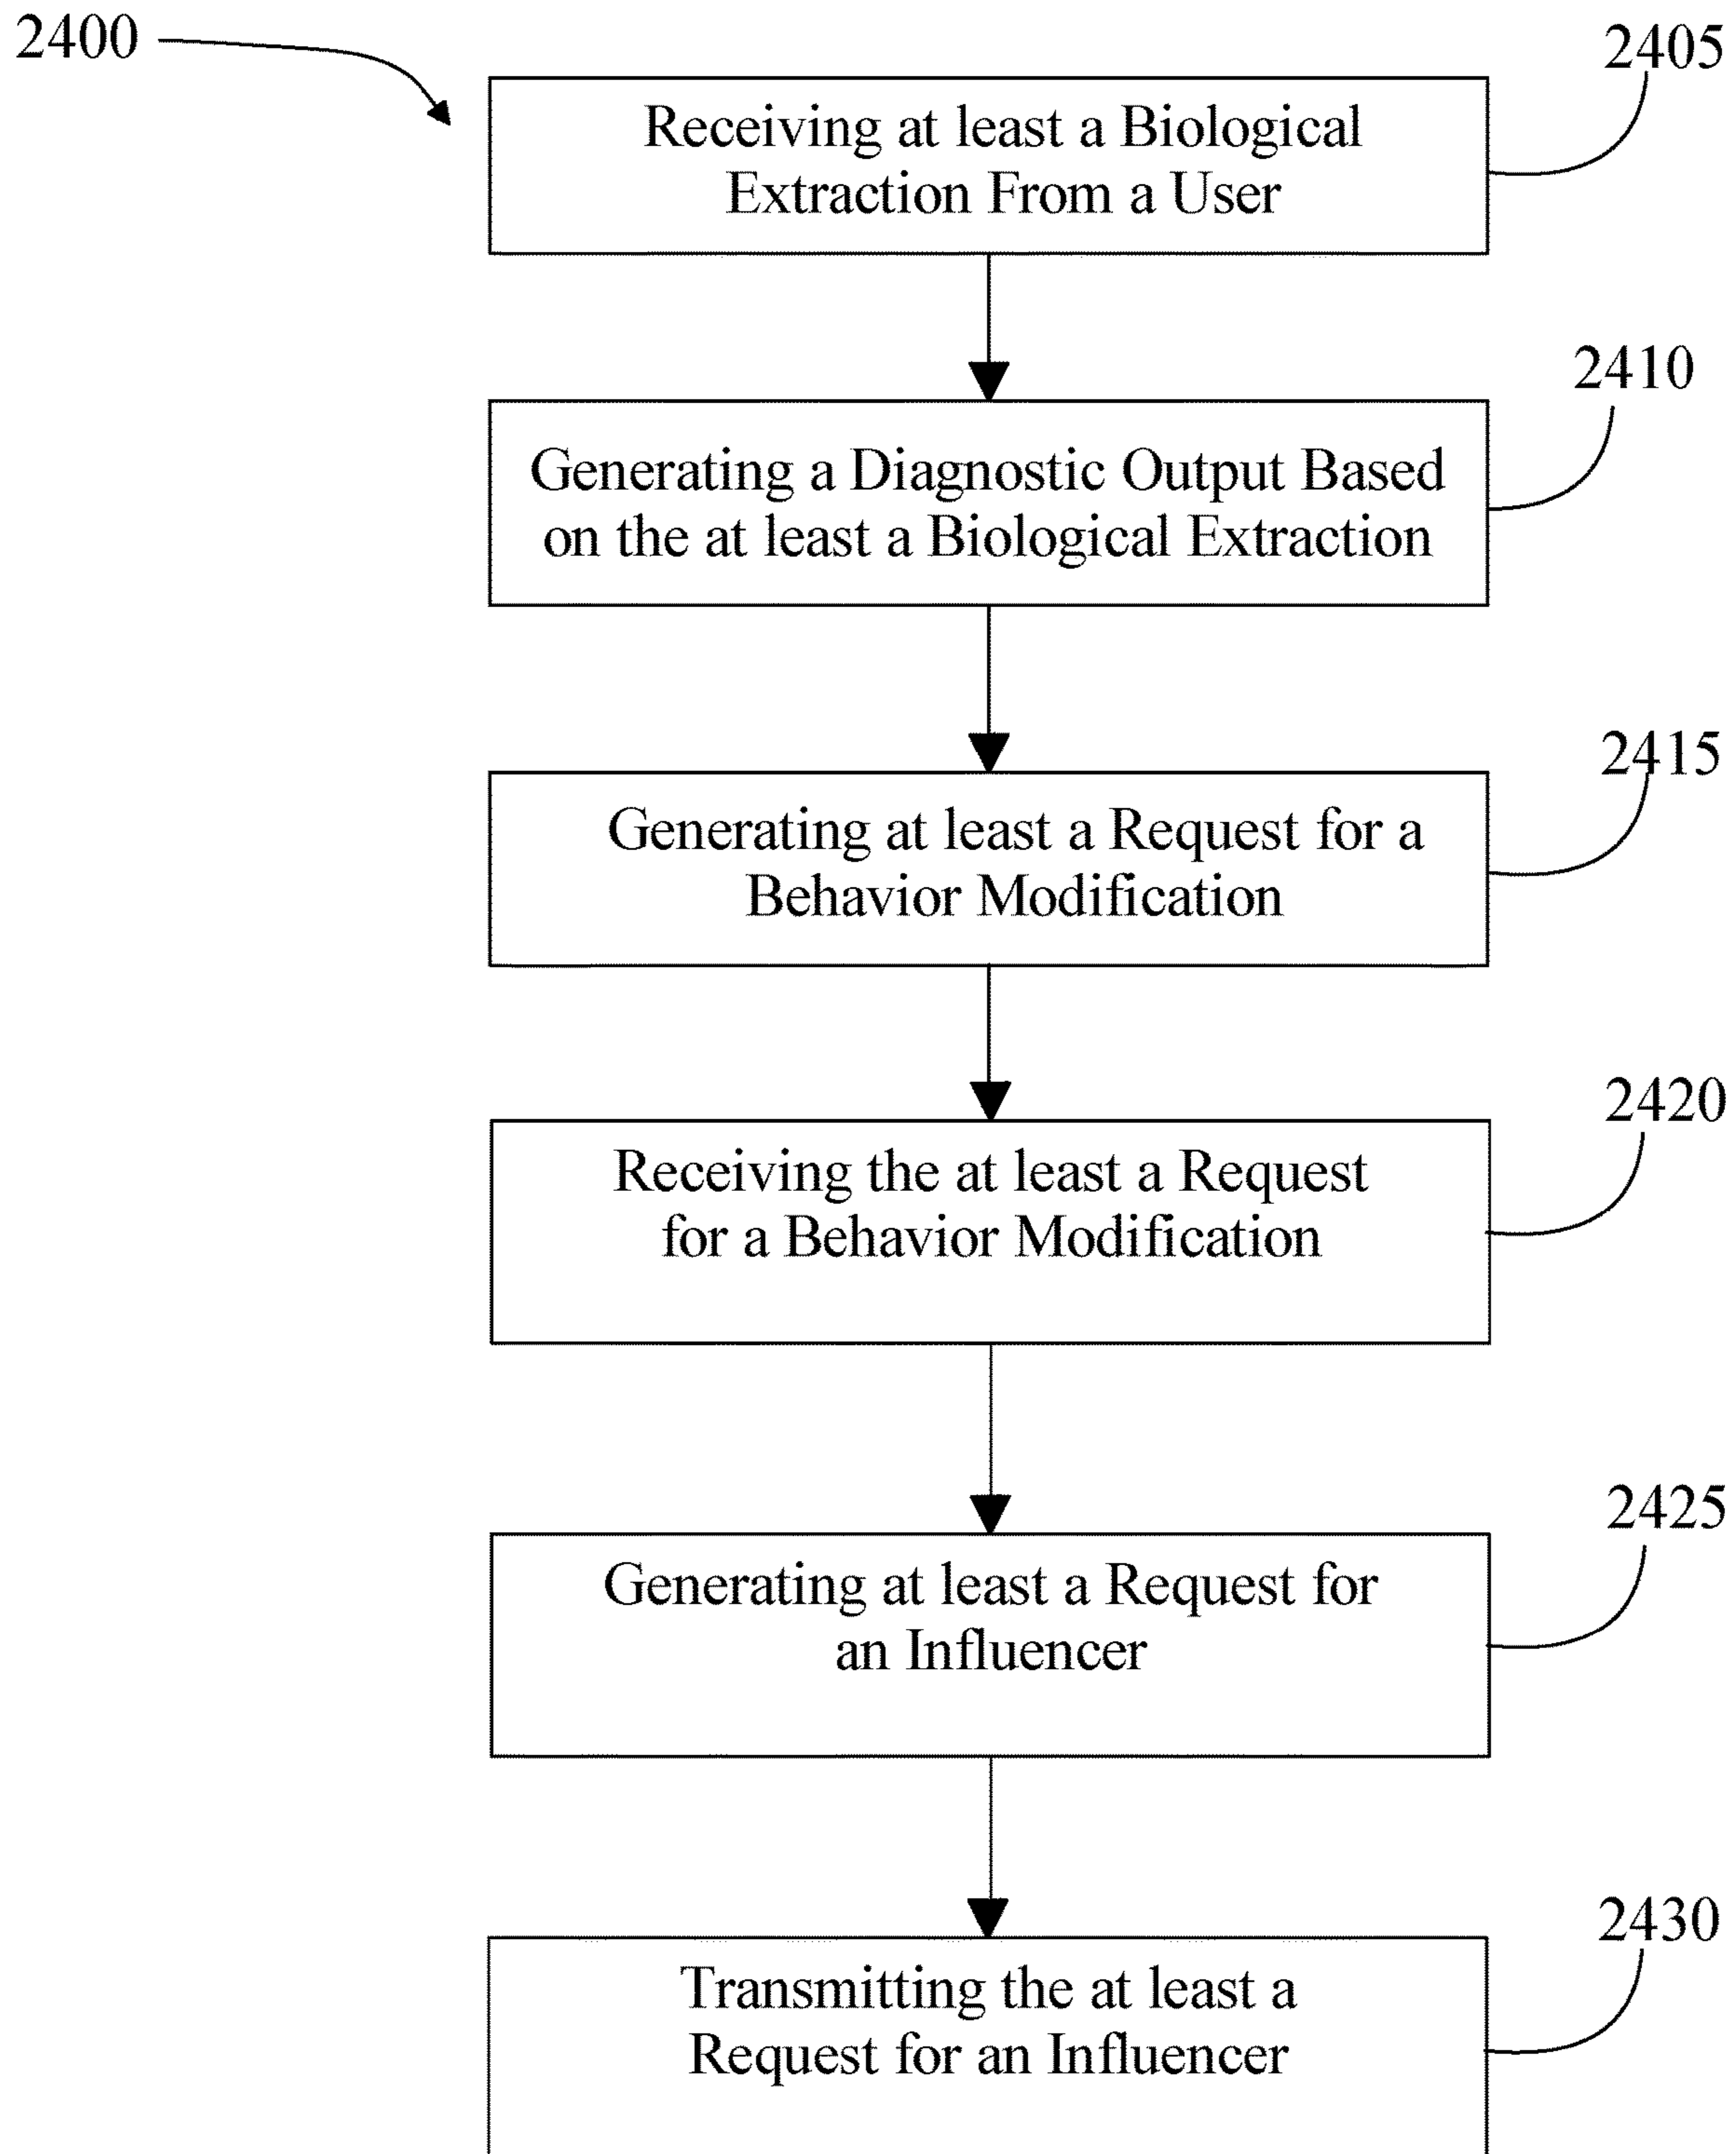 2400
2405
Receiving at least a Biological
Extraction From a User
2410
Generating a Diagnostic Output Based
on the at least a Biological Extraction
2415
Generating at least a Request for a
Behavior Modification
2420
Receiving the at least a Request
for a Behavior Modification
2425
Generating at least a Request for
an Influencer
2430
Transmitting the at least a
Request for an Influencer